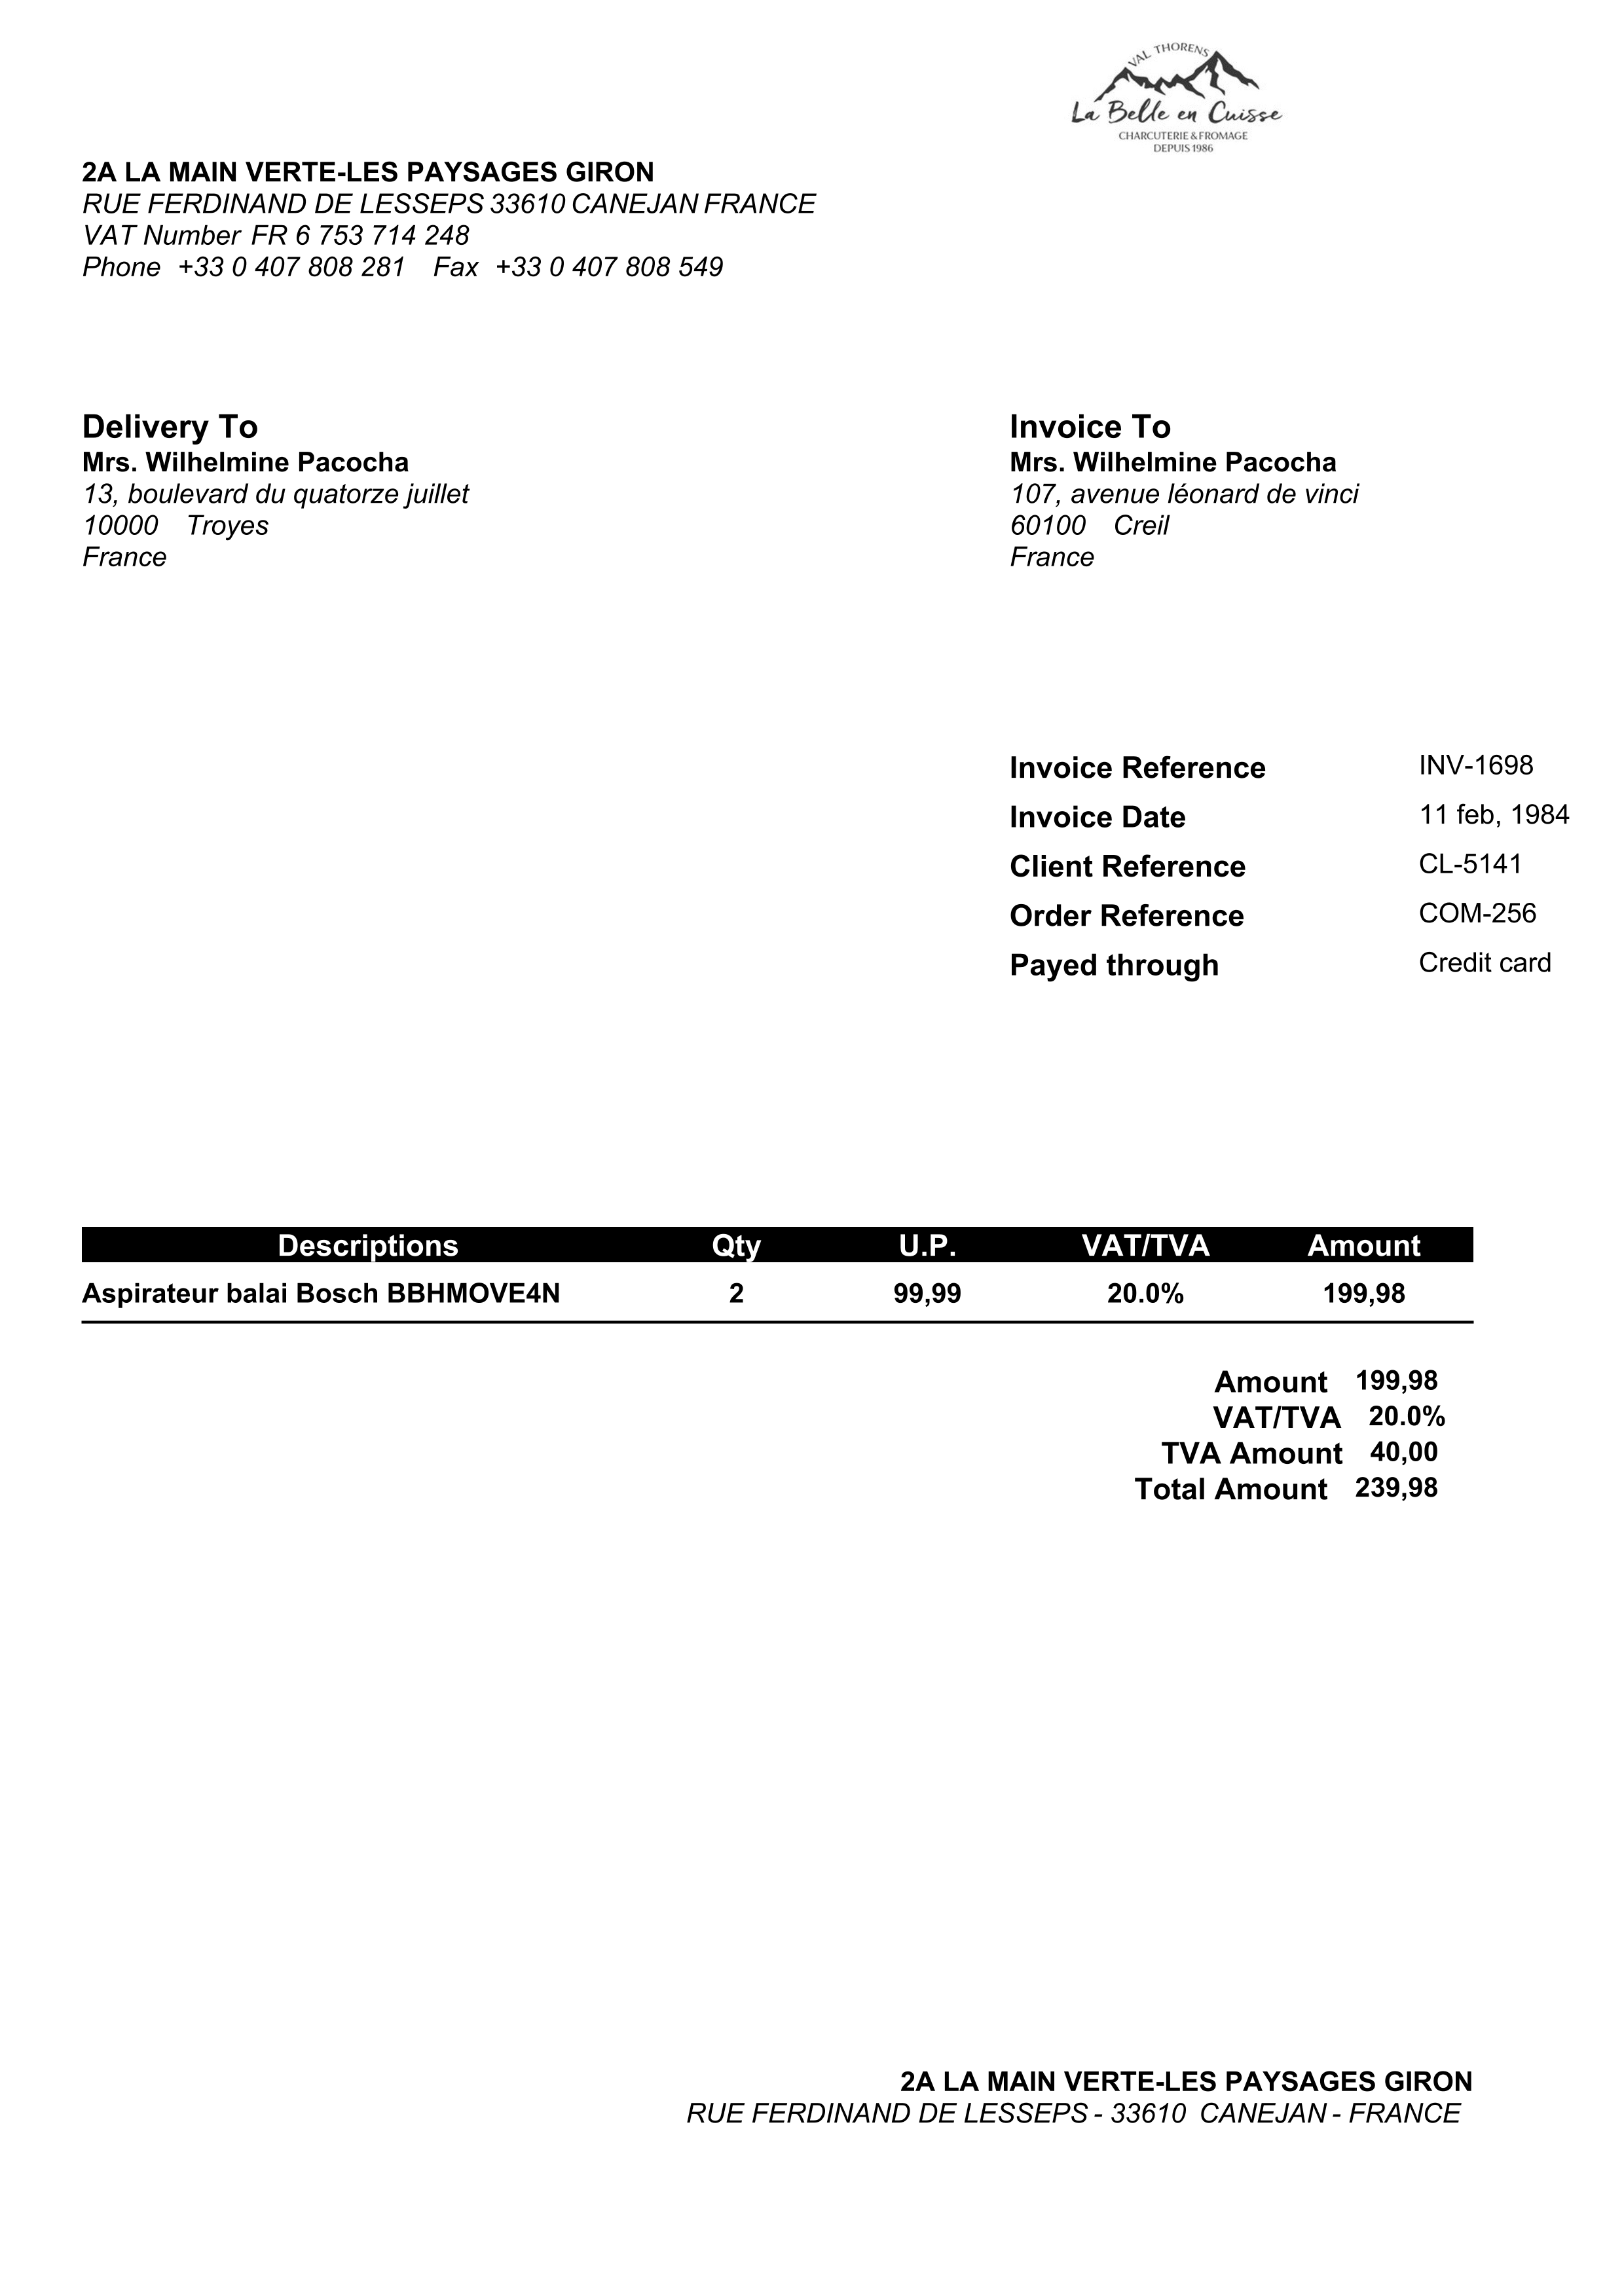 VAL THORENS
La Belle en Cuisse
CHARCUTERIE & FROMAGE
DEPUIS 1986
2A LA MAIN VERTE-LES PAYSAGES GIRON
RUE FERDINAND DE LESSEPS 33610 CANEJAN FRANCE
VAT Number FR 6 753 714 248
Phone +33 0 407 808 281 Fax +33 0 407 808 549
Delivery To
Mrs. Wilhelmine Pacocha
13, boulevard du quatorze juillet
10000 Troyes
France
Invoice To
Mrs. Wilhelmine Pacocha
107, avenue léonard de vinci
60100 Creil
France
Invoice Reference INV-1698
Invoice Date 11 feb, 1984
Client Reference CL-5141
Order Reference COM-256
Payed through Credit card
Descriptions Qty U.P. VAT/TVA Amount
Aspirateur balai Bosch BBHMOVE4N 2 99,99 20.0% 199,98
Amount 199,98
VAT/TVA 20.0%
TVA Amount 40,00
Total Amount 239,98
2A LA MAIN VERTE-LES PAYSAGES GIRON
RUE FERDINAND DE LESSEPS - 33610 CANEJAN - FRANCE